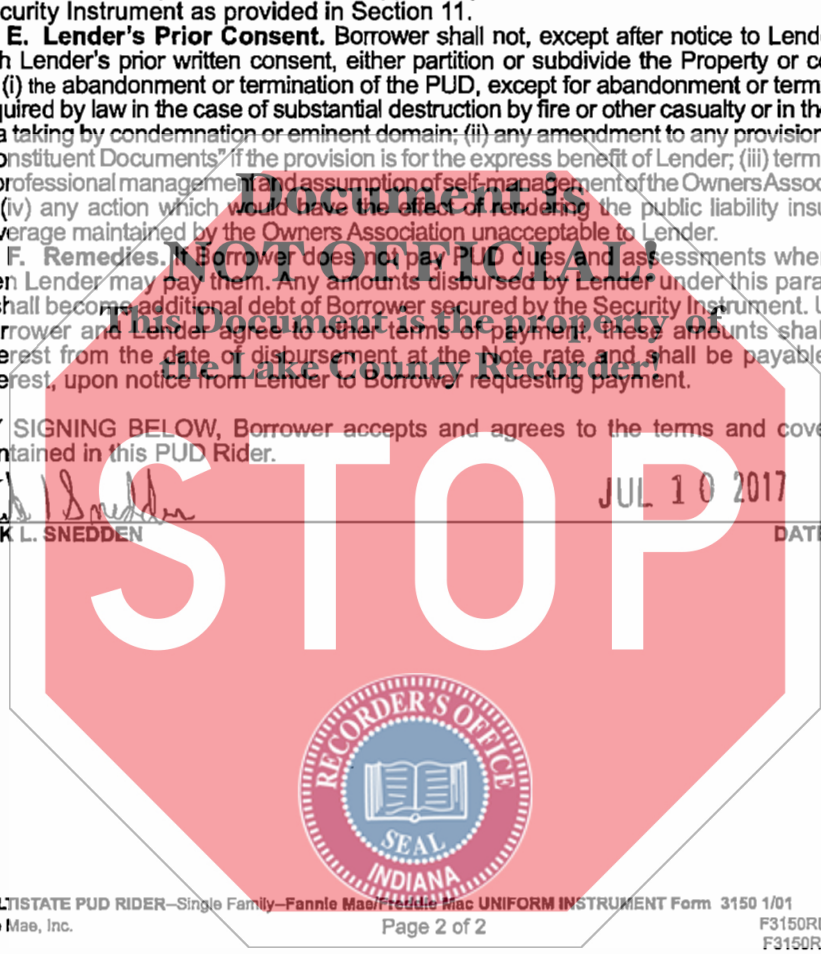 curity Instrument as provided in Section 11.
E. Lender's Prior Consent. Borrower shall not, except after notice to Lend
h Lender's prior written consent, either partition or subdivide the Property or c
(i) the abandonment or termination of the PUD, except for abandonment or term
quired by law in the case of substantial destruction by fire or other casualty or in th
a taking by condemnation or eminent domain; (ii) any amendment to any provision
onstituent Documents" if the provision is for the express benefit of Lender; (iii) term
professional management and assumption of self-management of the Owners Assoc
(iv) any action which would have the effect of rendering the public liability insu
verage maintained by the Owners Association unacceptable to Lender.
F. Remedies. If Borrower does not pay PUD dues and assessments whe
en Lender may pay them. Any amounts disbursed by Lender under this para
hall become additional debt of Borrower secured by the Security Instrument. U
rrower and Lender agree to other terms of payment, these amounts shal
erest from the date of disbursement at the Note rate and shall be payable
erest, upon notice from Lender to Borrower requesting payment.
Document is
NOT OFFICIAL!
This Document is the property of
the Lake County Recorder!
SIGNING BELOW, Borrower accepts and agrees to the terms and cove
ntained in this PUD Rider.
JUL 10 2017
K L. SNEDDEN DATE
STOP
RECORDER'S OFFICE
SEAL
INDIANA
LTISTATE PUD RIDER–Single Family–Fannie Mae/Freddie Mac UNIFORM INSTRUMENT Form 3150 1/01
Mae, Inc. Page 2 of 2 F3150R
F3150R